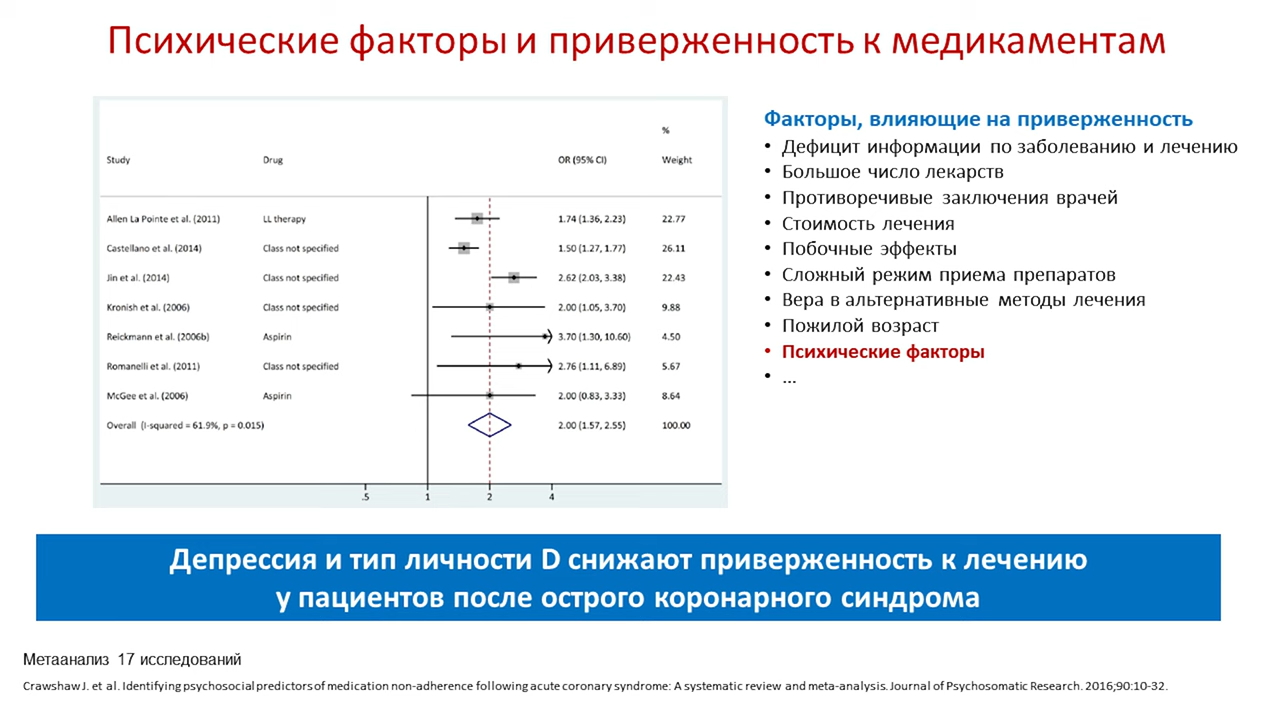 Психические факторы и приверженность к медикаментам
%
Study Drug OR (95% CI) Weight
Allen La Pointe et al. (2011) LL therapy 1.74 (1.36, 2.23) 22.77
Castellano et al. (2014) Class not specified 1.50 (1.27, 1.77) 26.11
Jin et al. (2014) Class not specified 2.62 (2.03, 3.38) 22.43
Kronish et al. (2006) Class not specified 2.00 (1.05, 3.70) 9.88
Reickmann et al. (2006b) Aspirin 3.70 (1.30, 10.60) 4.50
Romanelli et al. (2011) Class not specified 2.76 (1.11, 6.89) 5.67
McGee et al. (2006) Aspirin 2.00 (0.83, 3.33) 8.64
Overall (I-squared = 61.9%, p = 0.015) 2.00 (1.57, 2.55) 100.00
.5 1 2 4
Факторы, влияющие на приверженность
• Дефицит информации по заболеванию и лечению
• Большое число лекарств
• Противоречивые заключения врачей
• Стоимость лечения
• Побочные эффекты
• Сложный режим приема препаратов
• Вера в альтернативные методы лечения
• Пожилой возраст
• Психические факторы
• ...
Депрессия и тип личности D снижают приверженность к лечению
у пациентов после острого коронарного синдрома
Метаанализ 17 исследований
Crawshaw J. et al. Identifying psychosocial predictors of medication non-adherence following acute coronary syndrome: A systematic review and meta-analysis. Journal of Psychosomatic Research. 2016;90:10-32.